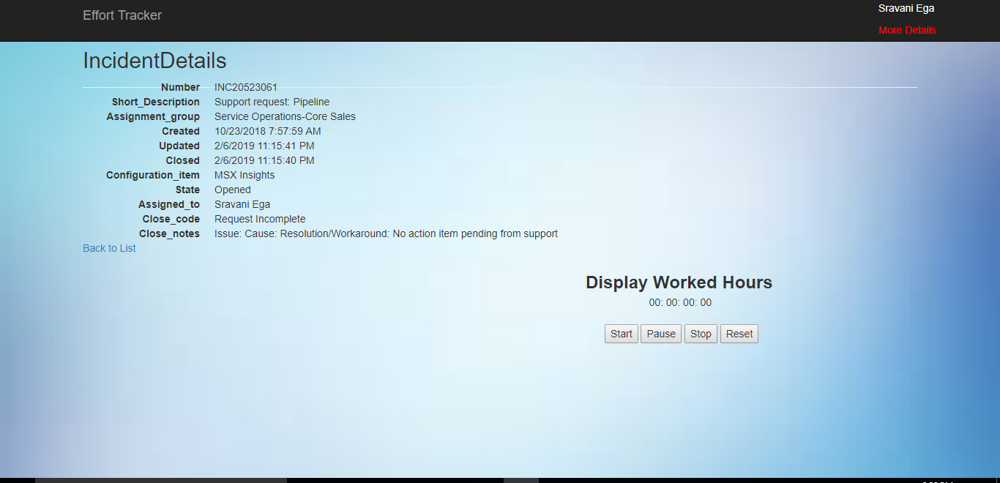 Effort Tracker
Sravani Ega
More Details
IncidentDetails
Number INC20523061
Short_Description Support request: Pipeline
Assignment_group Service Operations-Core Sales
Created 10/23/2018 7:57:59 AM
Updated 2/6/2019 11:15:41 PM
Closed 2/6/2019 11:15:40 PM
Configuration_item MSX Insights
State Opened
Assigned_to Sravani Ega
Close_code Request Incomplete
Close_notes Issue: Cause: Resolution/Workaround: No action item pending from support
Back to List
Display Worked Hours
00: 00: 00: 00
Start Pause Stop Reset